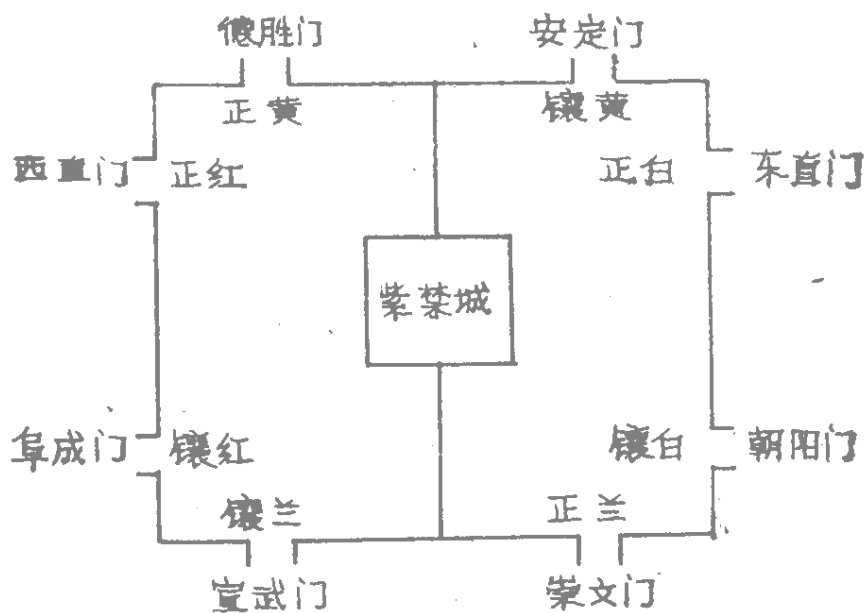 德胜门 安定门
正黄 镶黄
西直门 正红 正白 东直门
紫禁城
阜成门 镶红 镶白 朝阳门
镶兰 正兰
宣武门 崇文门